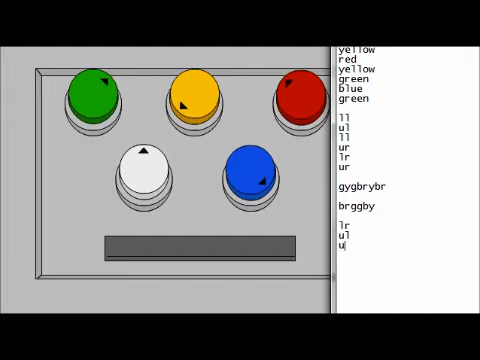 yellow
red
yellow
green
blue
green
ll
ul
ll
ur
lr
ur
gygbrybr
brggby
lr
ul
u